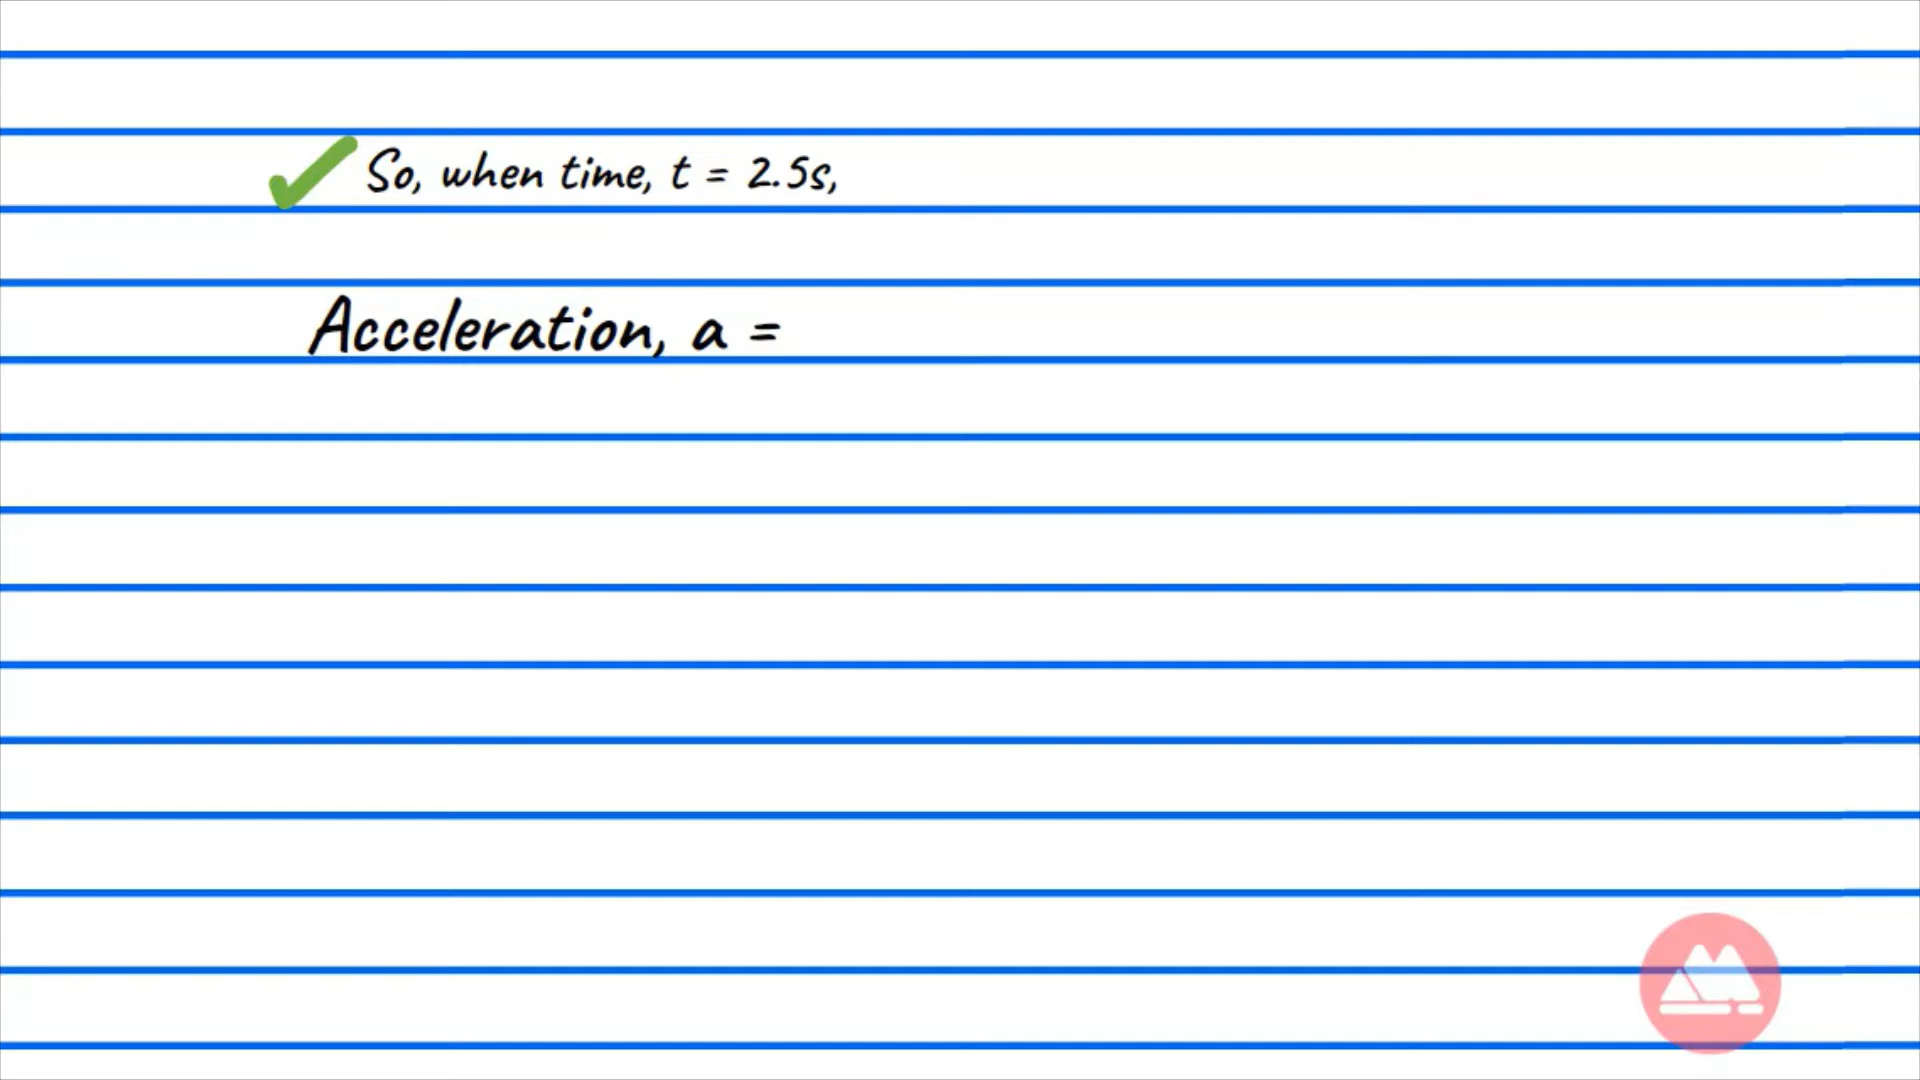 So, when time, t = 2.5s,
Acceleration, a =